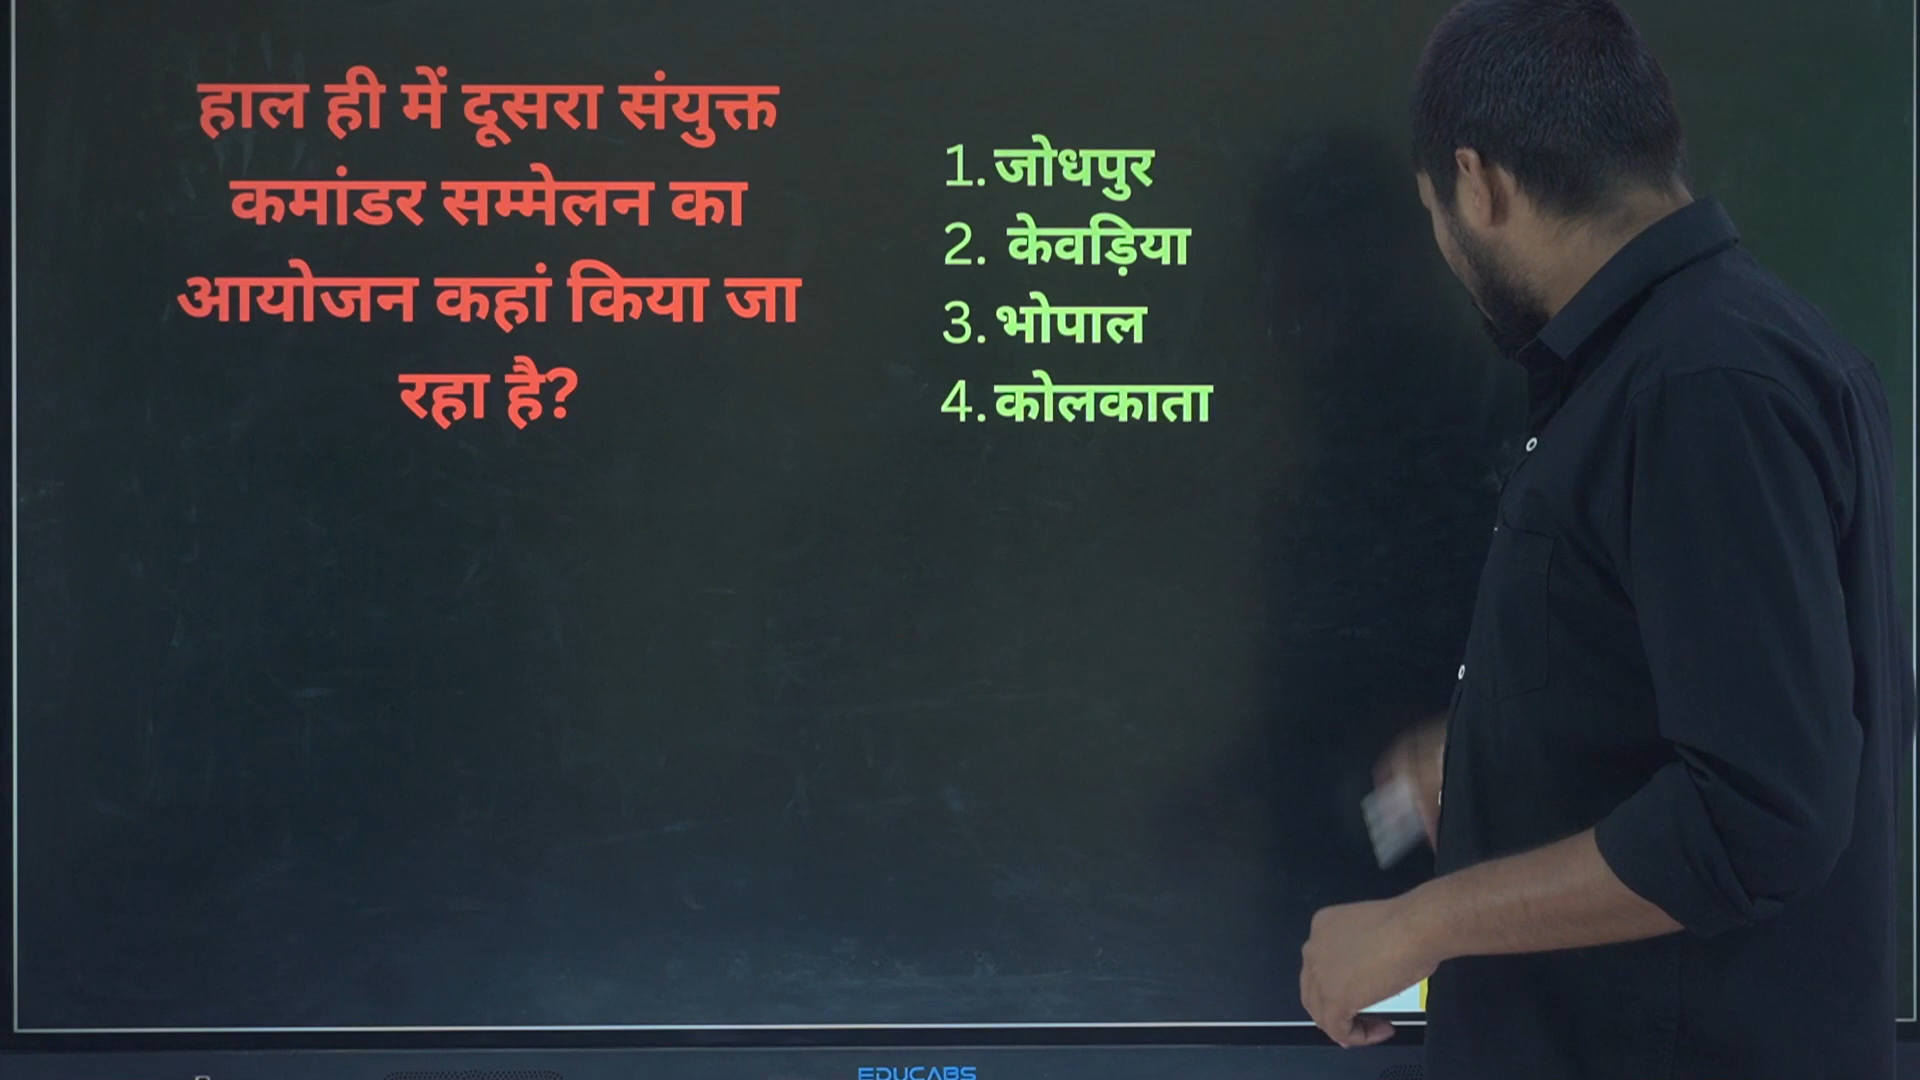 हाल ही में दूसरा संयुक्त
कमांडर सम्मेलन का
आयोजन कहां किया जा
रहा है?
1. जोधपुर
2. केवड़िया
3. भोपाल
4. कोलकाता
EDUCABS